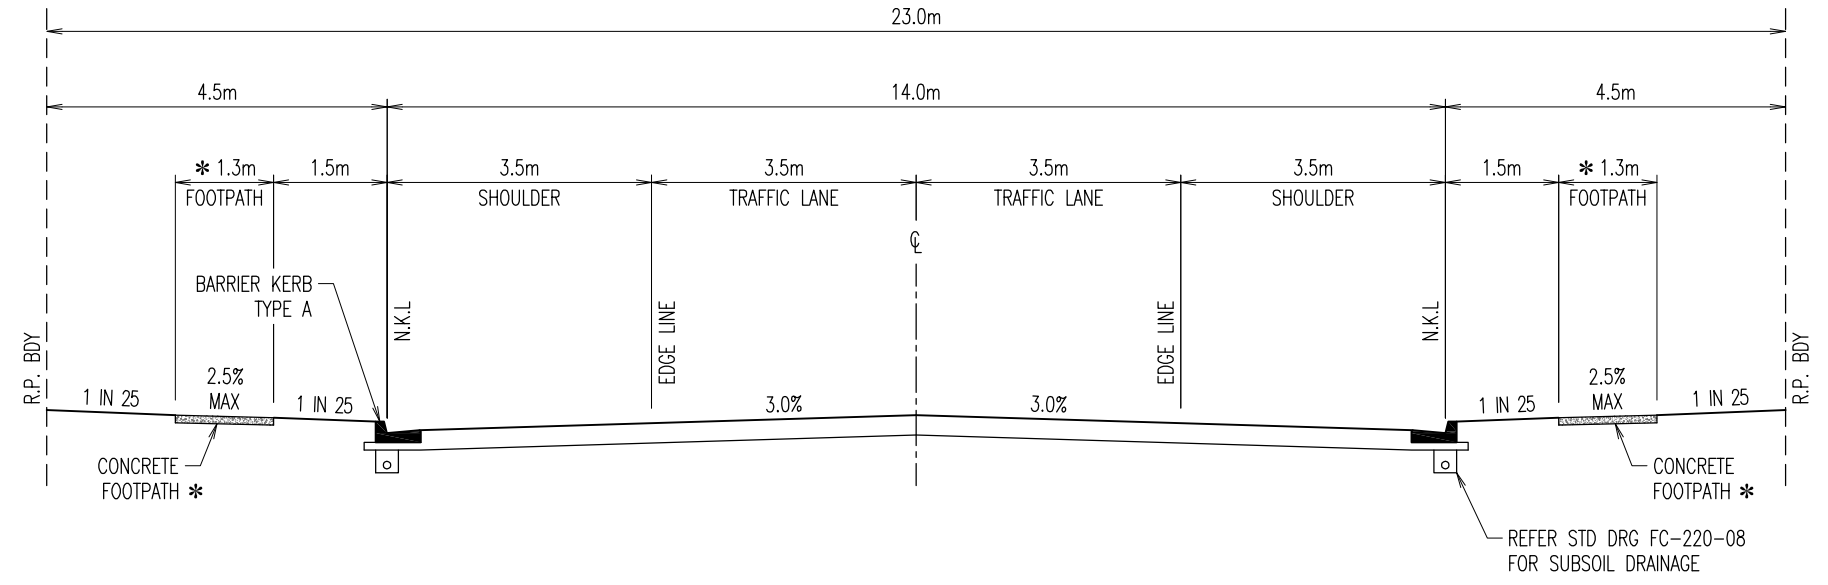 23.0m
4.5m
14.0m
4.5m
* 1.3m
1.5m
3.5m
3.5m
3.5m
3.5m
1.5m
* 1.3m
FOOTPATH
SHOULDER
TRAFFIC LANE
TRAFFIC LANE
SHOULDER
FOOTPATH
℄
BARRIER KERB
TYPE A
N.K.L
EDGE LINE
EDGE LINE
N.K.L
R.P. BDY
R.P. BDY
1 IN 25
2.5%
MAX
1 IN 25
3.0%
3.0%
1 IN 25
2.5%
MAX
1 IN 25
CONCRETE
FOOTPATH *
CONCRETE
FOOTPATH *
REFER STD DRG FC-220-08
FOR SUBSOIL DRAINAGE